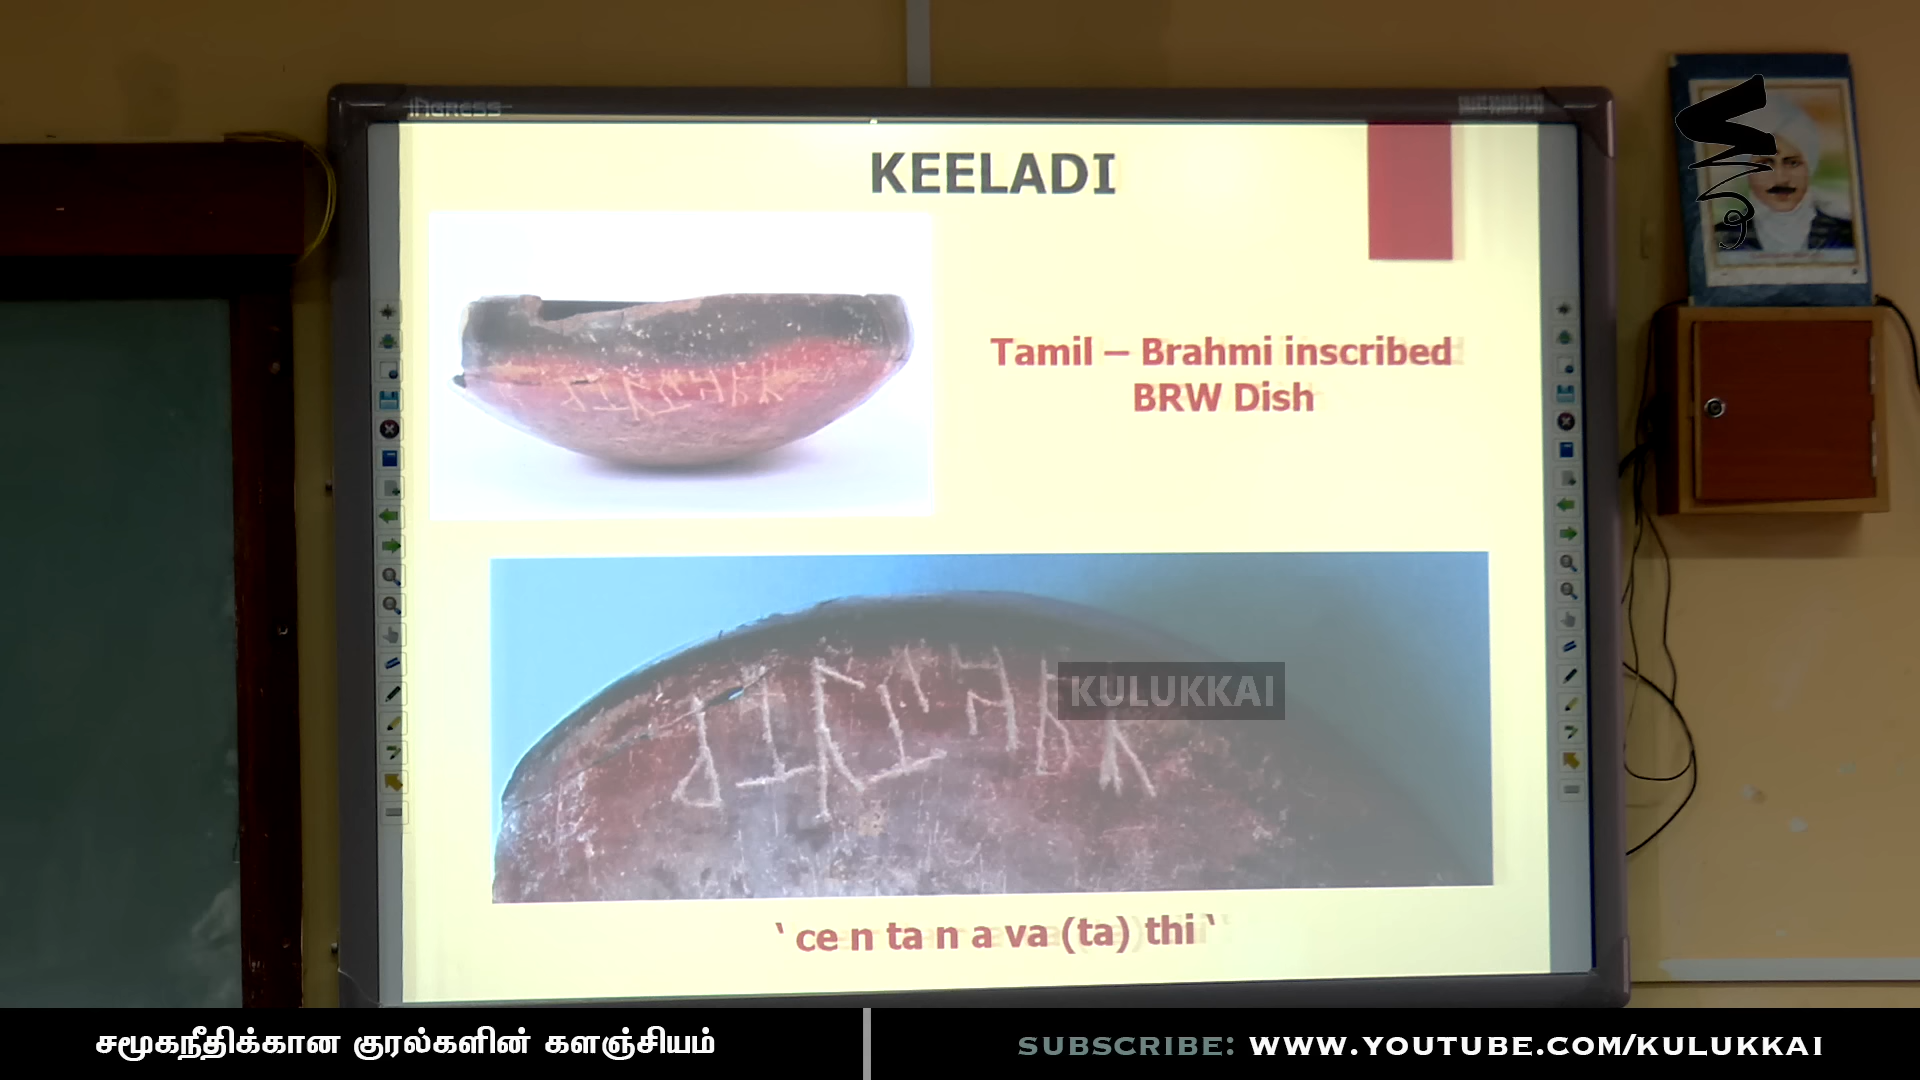 INGRESS
KEELADI
Tamil – Brahmi inscribed
BRW Dish
KULUKKAI
‘ ce n ta n a va (ta) thi ‘
சமூகநீதிக்கான குரல்களின் களஞ்சியம்
SUBSCRIBE: WWW.YOUTUBE.COM/KULUKKAI